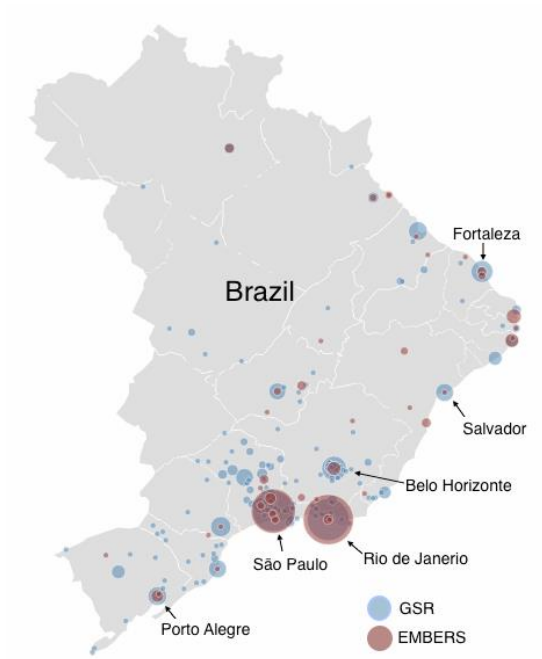 Fortaleza
Brazil
Salvador
Belo Horizonte
Rio de Janerio
São Paulo
Porto Alegre
GSR
EMBERS